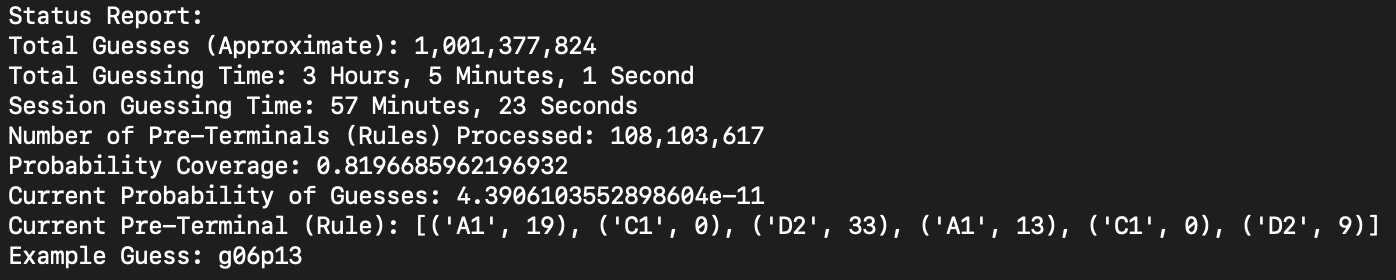 Status Report:
Total Guesses (Approximate): 1,001,377,824
Total Guessing Time: 3 Hours, 5 Minutes, 1 Second
Session Guessing Time: 57 Minutes, 23 Seconds
Number of Pre-Terminals (Rules) Processed: 108,103,617
Probability Coverage: 0.8196685962196932
Current Probability of Guesses: 4.3906103552898604e-11
Current Pre-Terminal (Rule): [('A1', 19), ('C1', 0), ('D2', 33), ('A1', 13), ('C1', 0), ('D2', 9)]
Example Guess: g06p13